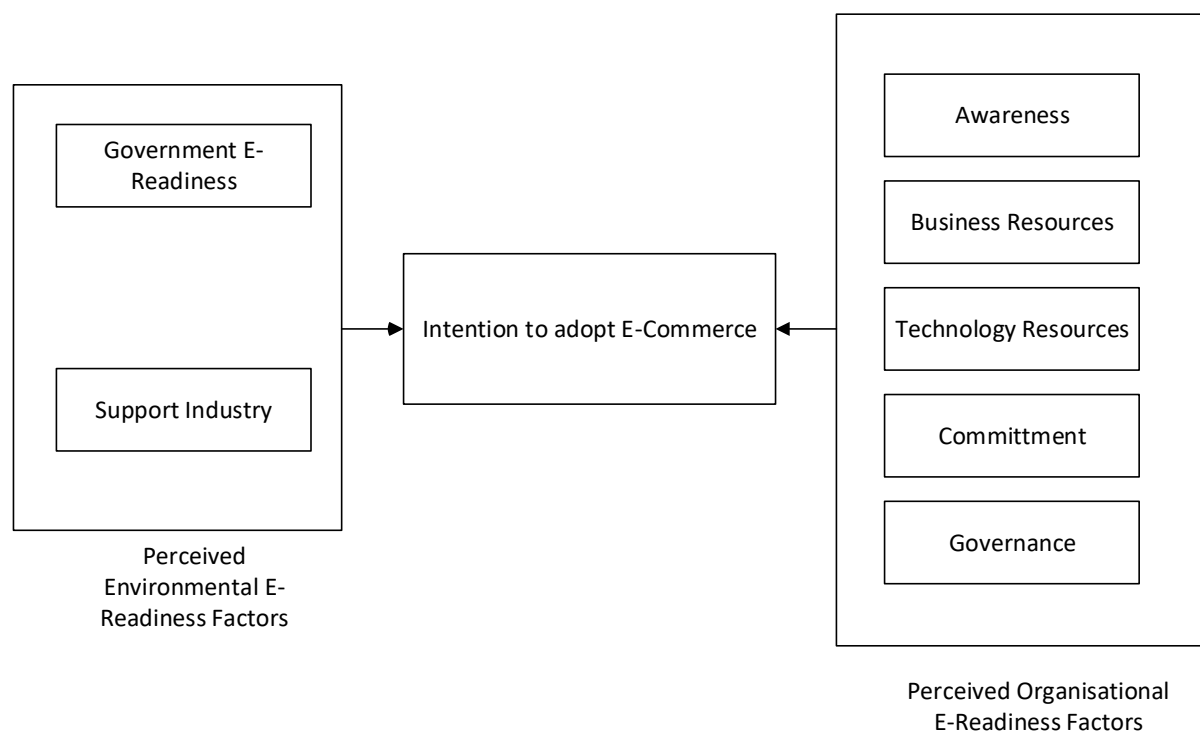 Government E-
Readiness
Support Industry
Perceived
Environmental E-
Readiness Factors
Intention to adopt E-Commerce
Awareness
Business Resources
Technology Resources
Committment
Governance
Perceived Organisational
E-Readiness Factors